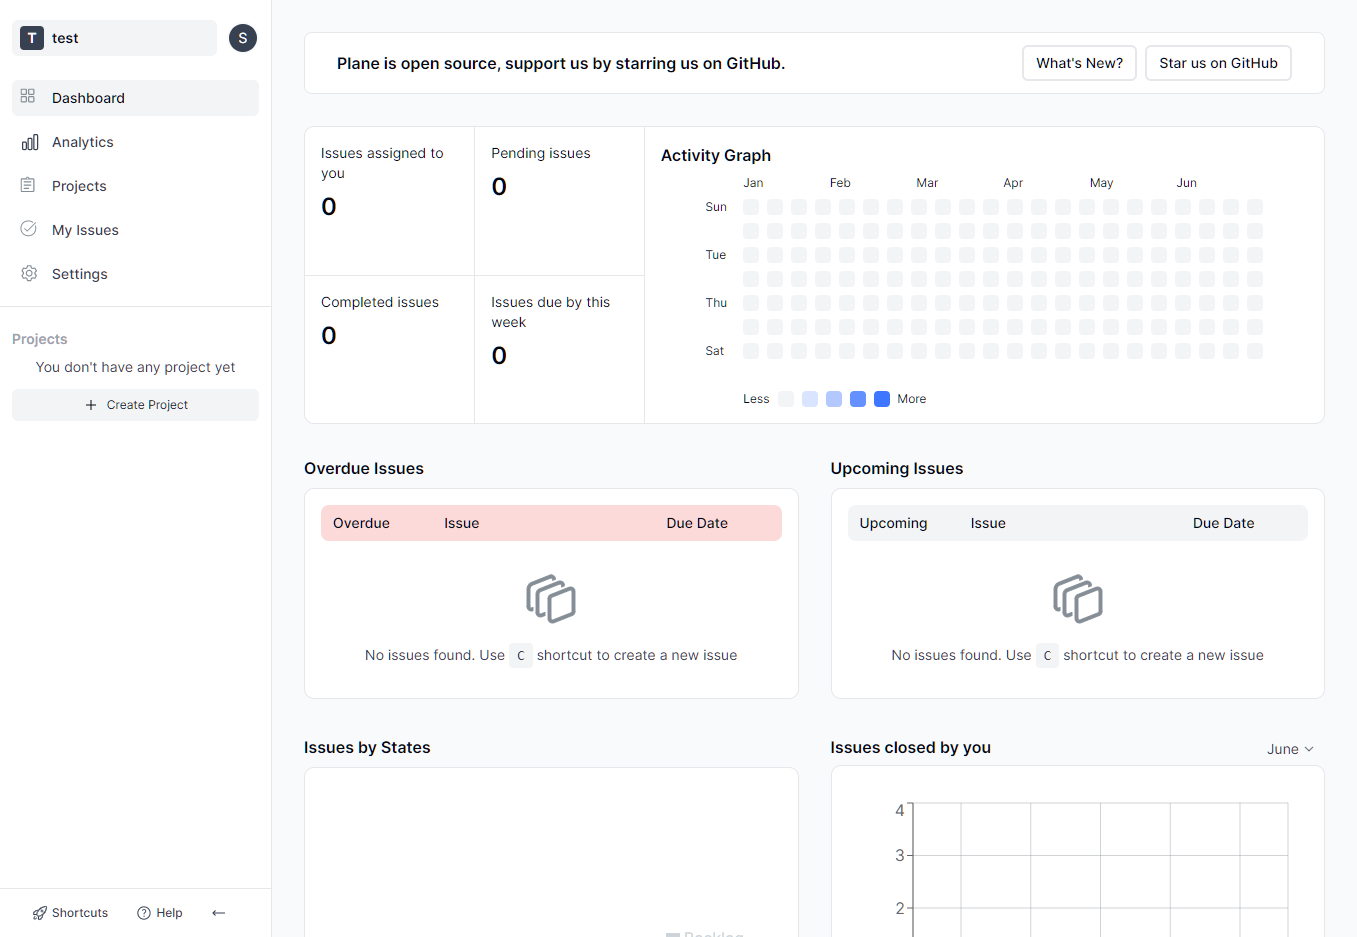 T test S
Dashboard
Analytics
Projects
My Issues
Settings
Projects
You don't have any project yet
Create Project
Shortcuts Help
Plane is open source, support us by starring us on GitHub.
What's New? Star us on GitHub
Issues assigned to
you
0
Pending issues
0
Completed issues
0
Issues due by this
week
0
Activity Graph
Jan Feb Mar Apr May Jun
Sun
Tue
Thu
Sat
Less More
Overdue Issues
Overdue Issue Due Date
No issues found. Use C shortcut to create a new issue
Upcoming Issues
Upcoming Issue Due Date
No issues found. Use C shortcut to create a new issue
Issues by States
Backlog
Issues closed by you
June
4
3
2